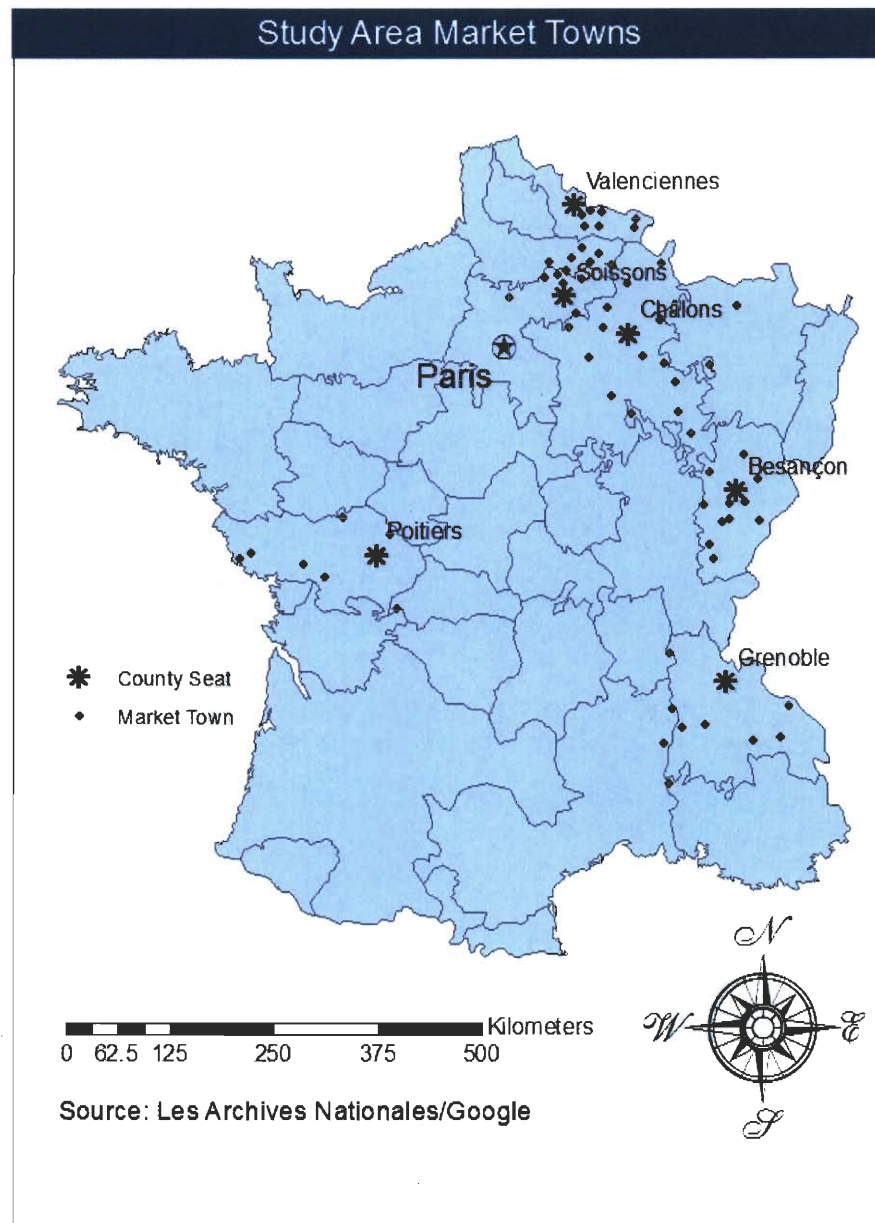 Study Area Market Towns
Valenciennes
Soissons
Châlons
Paris
Besançon
Poitiers
Grenoble
County Seat
Market Town
N
W
E
S
Kilometers
0 62.5 125 250 375 500
Source: Les Archives Nationales/Google